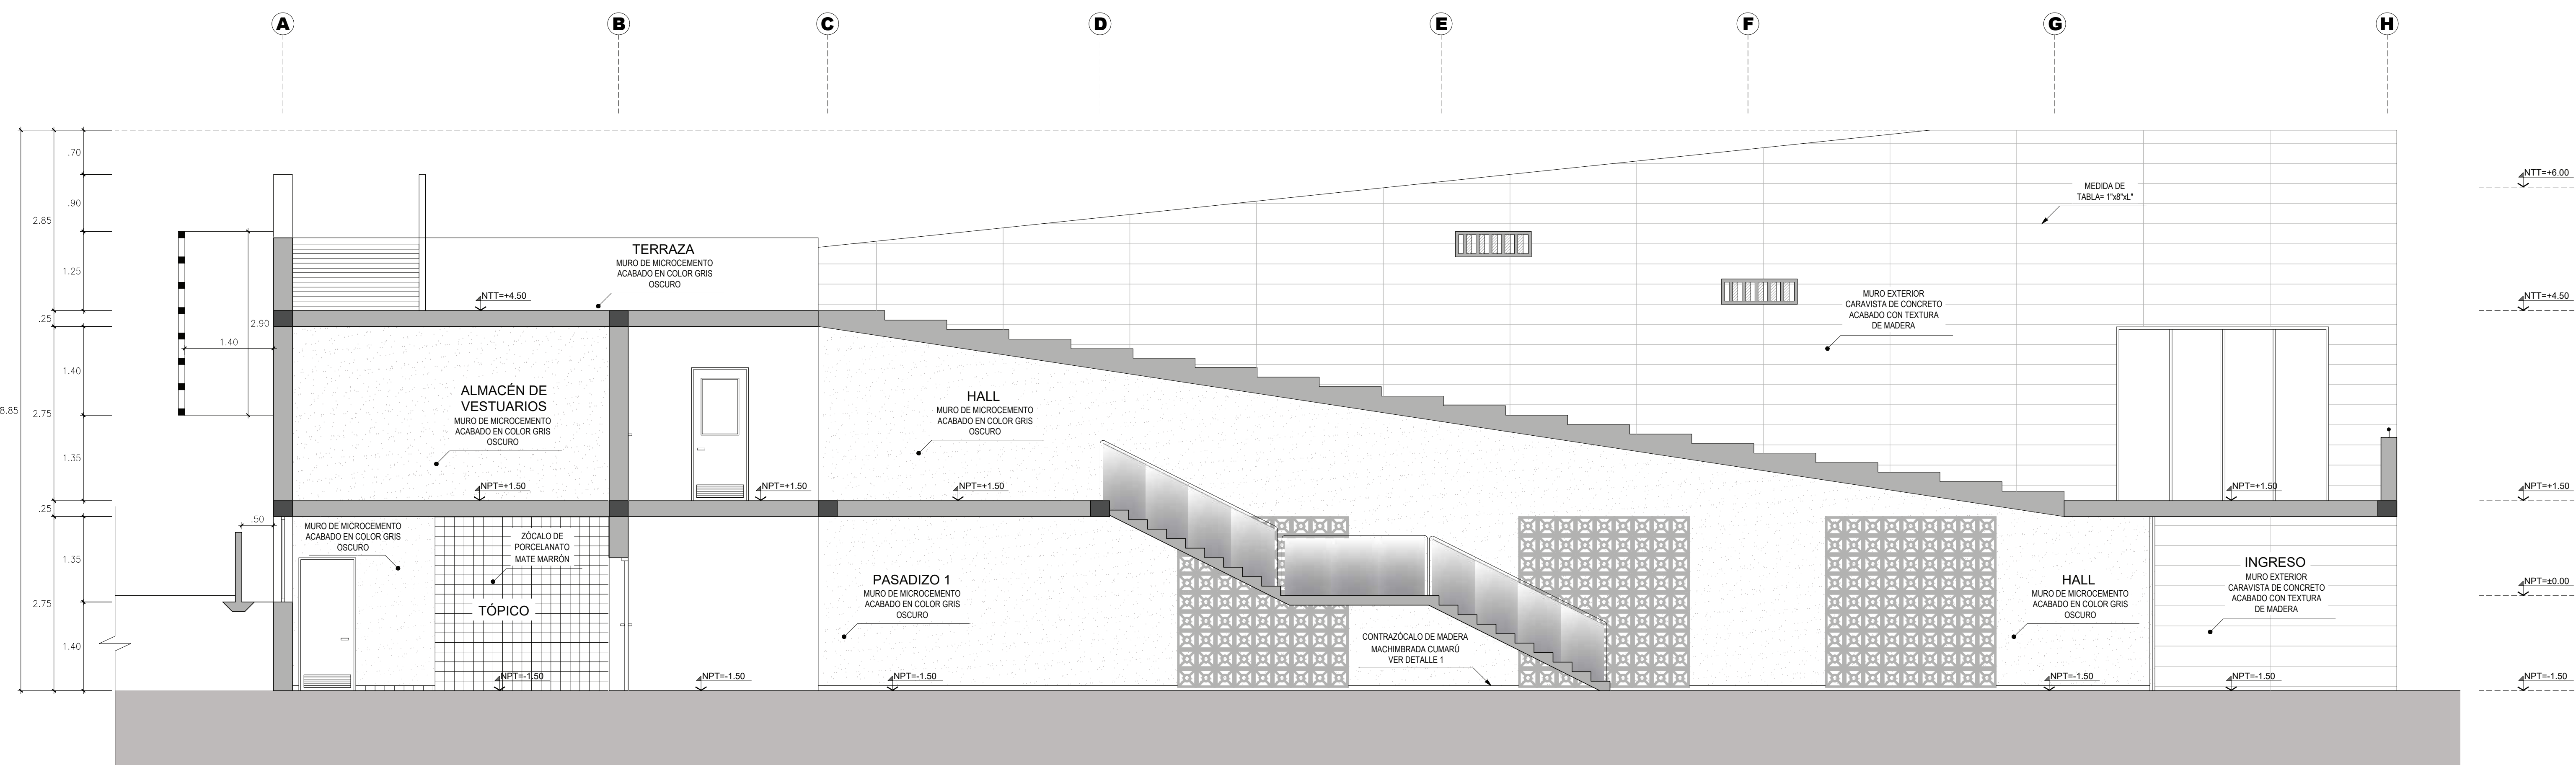 A
B
C
D
E
F
G
H
.70
.90
2.85
1.25
.25
1.40
8.85
2.75
1.35
.25
1.35
2.75
1.40
2.90
1.40
.50
NTT=+6.00
MEDIDA DE
TABLA= 1"x8"xL"
TERRAZA
MURO DE MICROCEMENTO
ACABADO EN COLOR GRIS
OSCURO
NTT=+4.50
MURO EXTERIOR
CARAVISTA DE CONCRETO
ACABADO CON TEXTURA
DE MADERA
NTT=+4.50
ALMACÉN DE
VESTUARIOS
MURO DE MICROCEMENTO
ACABADO EN COLOR GRIS
OSCURO
HALL
MURO DE MICROCEMENTO
ACABADO EN COLOR GRIS
OSCURO
NPT=+1.50
NPT=+1.50
NPT=+1.50
NPT=+1.50
NPT=+1.50
MURO DE MICROCEMENTO
ACABADO EN COLOR GRIS
OSCURO
ZÓCALO DE
PORCELANATO
MATE MARRÓN
TÓPICO
PASADIZO 1
MURO DE MICROCEMENTO
ACABADO EN COLOR GRIS
OSCURO
CONTRAZÓCALO DE MADERA
MACHIMBRADA CUMARÚ
VER DETALLE 1
HALL
MURO DE MICROCEMENTO
ACABADO EN COLOR GRIS
OSCURO
INGRESO
MURO EXTERIOR
CARAVISTA DE CONCRETO
ACABADO CON TEXTURA
DE MADERA
NPT=±0.00
NPT=-1.50
NPT=-1.50
NPT=-1.50
NPT=-1.50
NPT=-1.50
NPT=-1.50